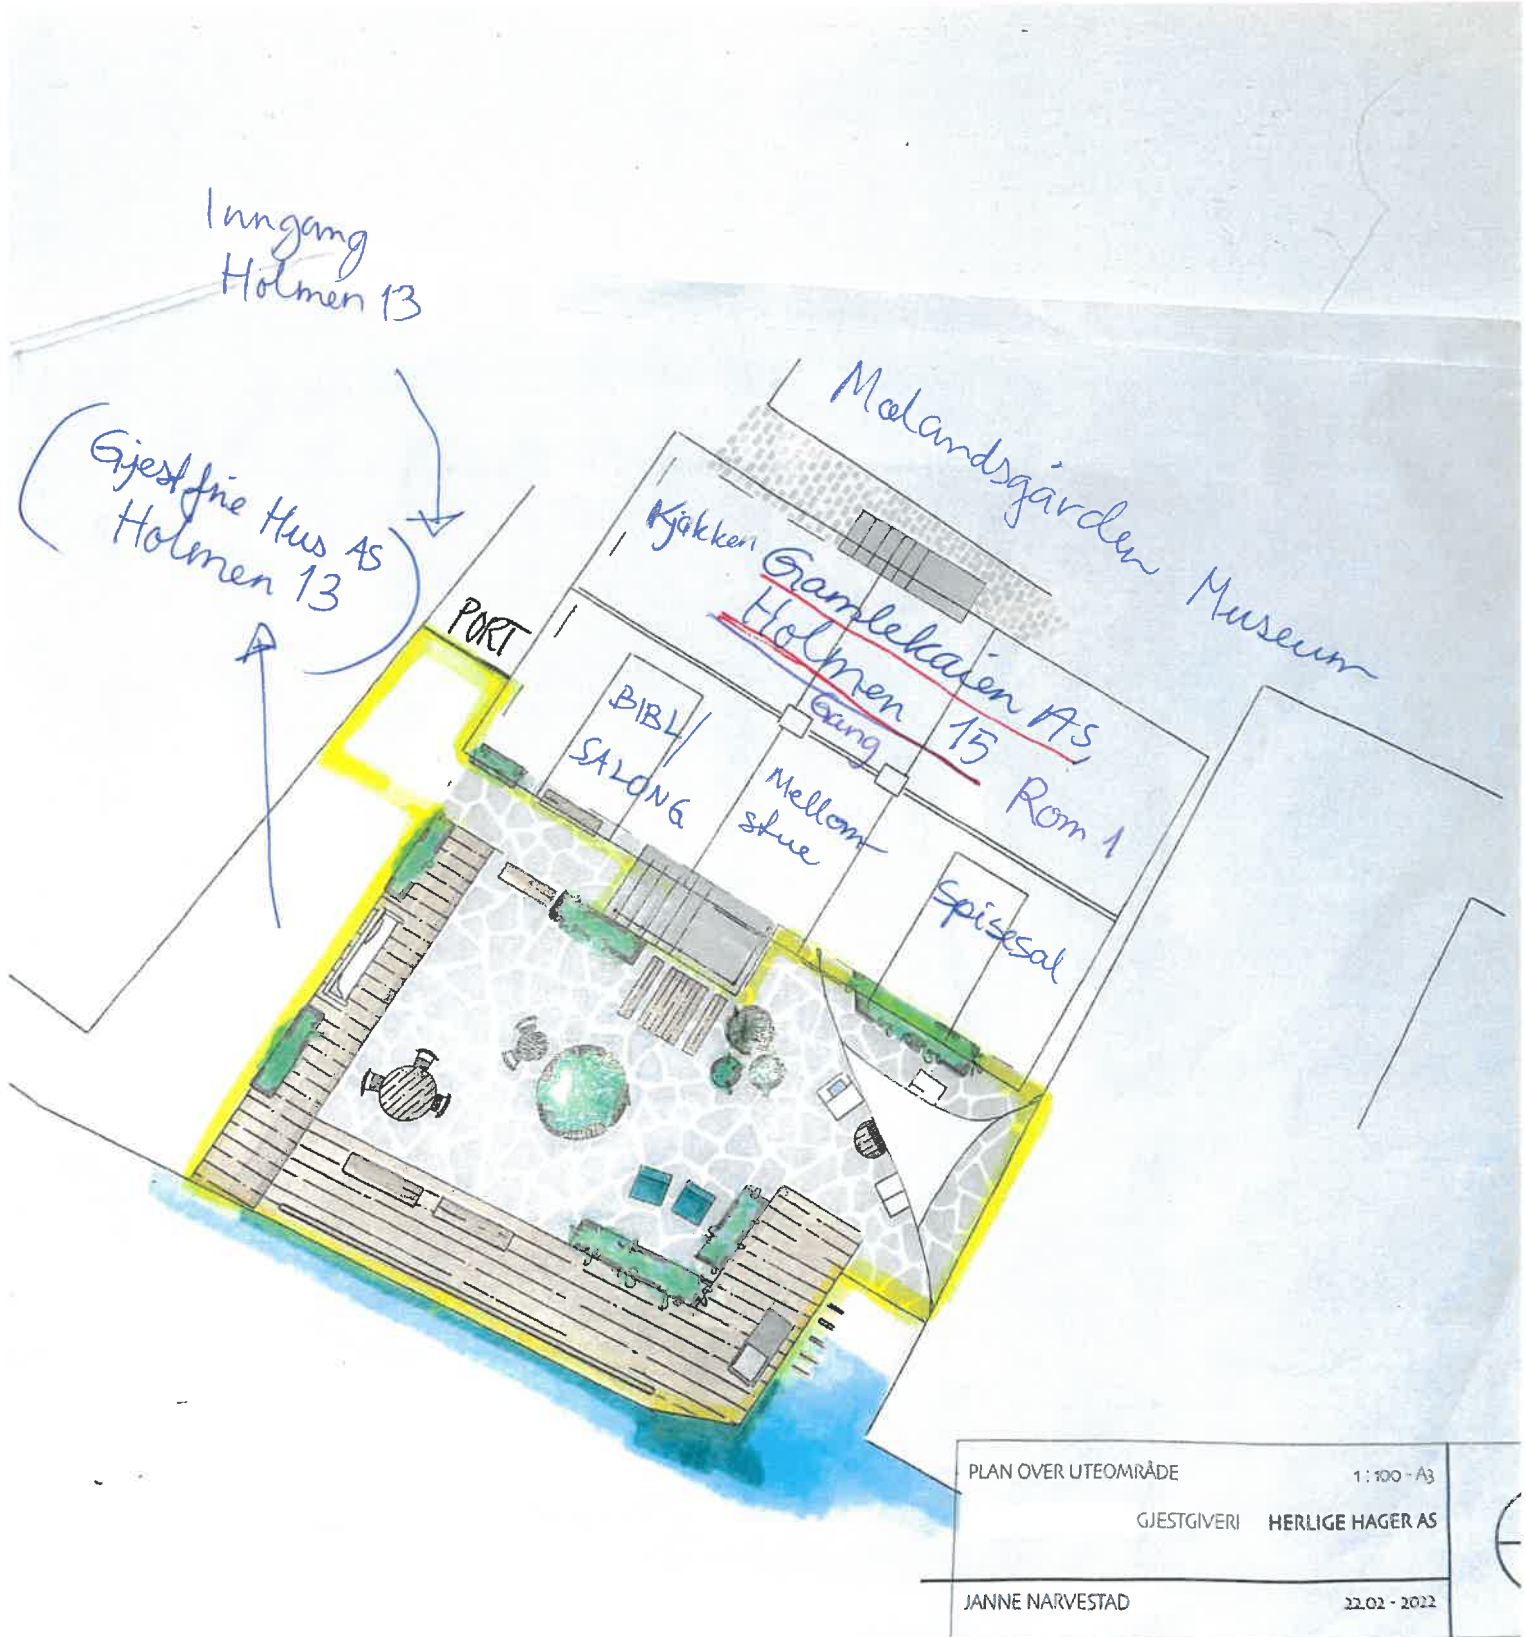 Inngang
Holmen 13
Gjestfrie Hus AS
Holmen 13
Mølandsgården Museum
PORT
Kjøkken
Gamlekaien AS
Holmen 15
Gang
Rom 1
BIBL/
SALONG
Mellom-
stue
Spisesal
PLAN OVER UTEOMRÅDE
1:100 - A3
GJESTGIVERI HERLIGE HAGER AS
JANNE NARVESTAD
22.02 - 2022